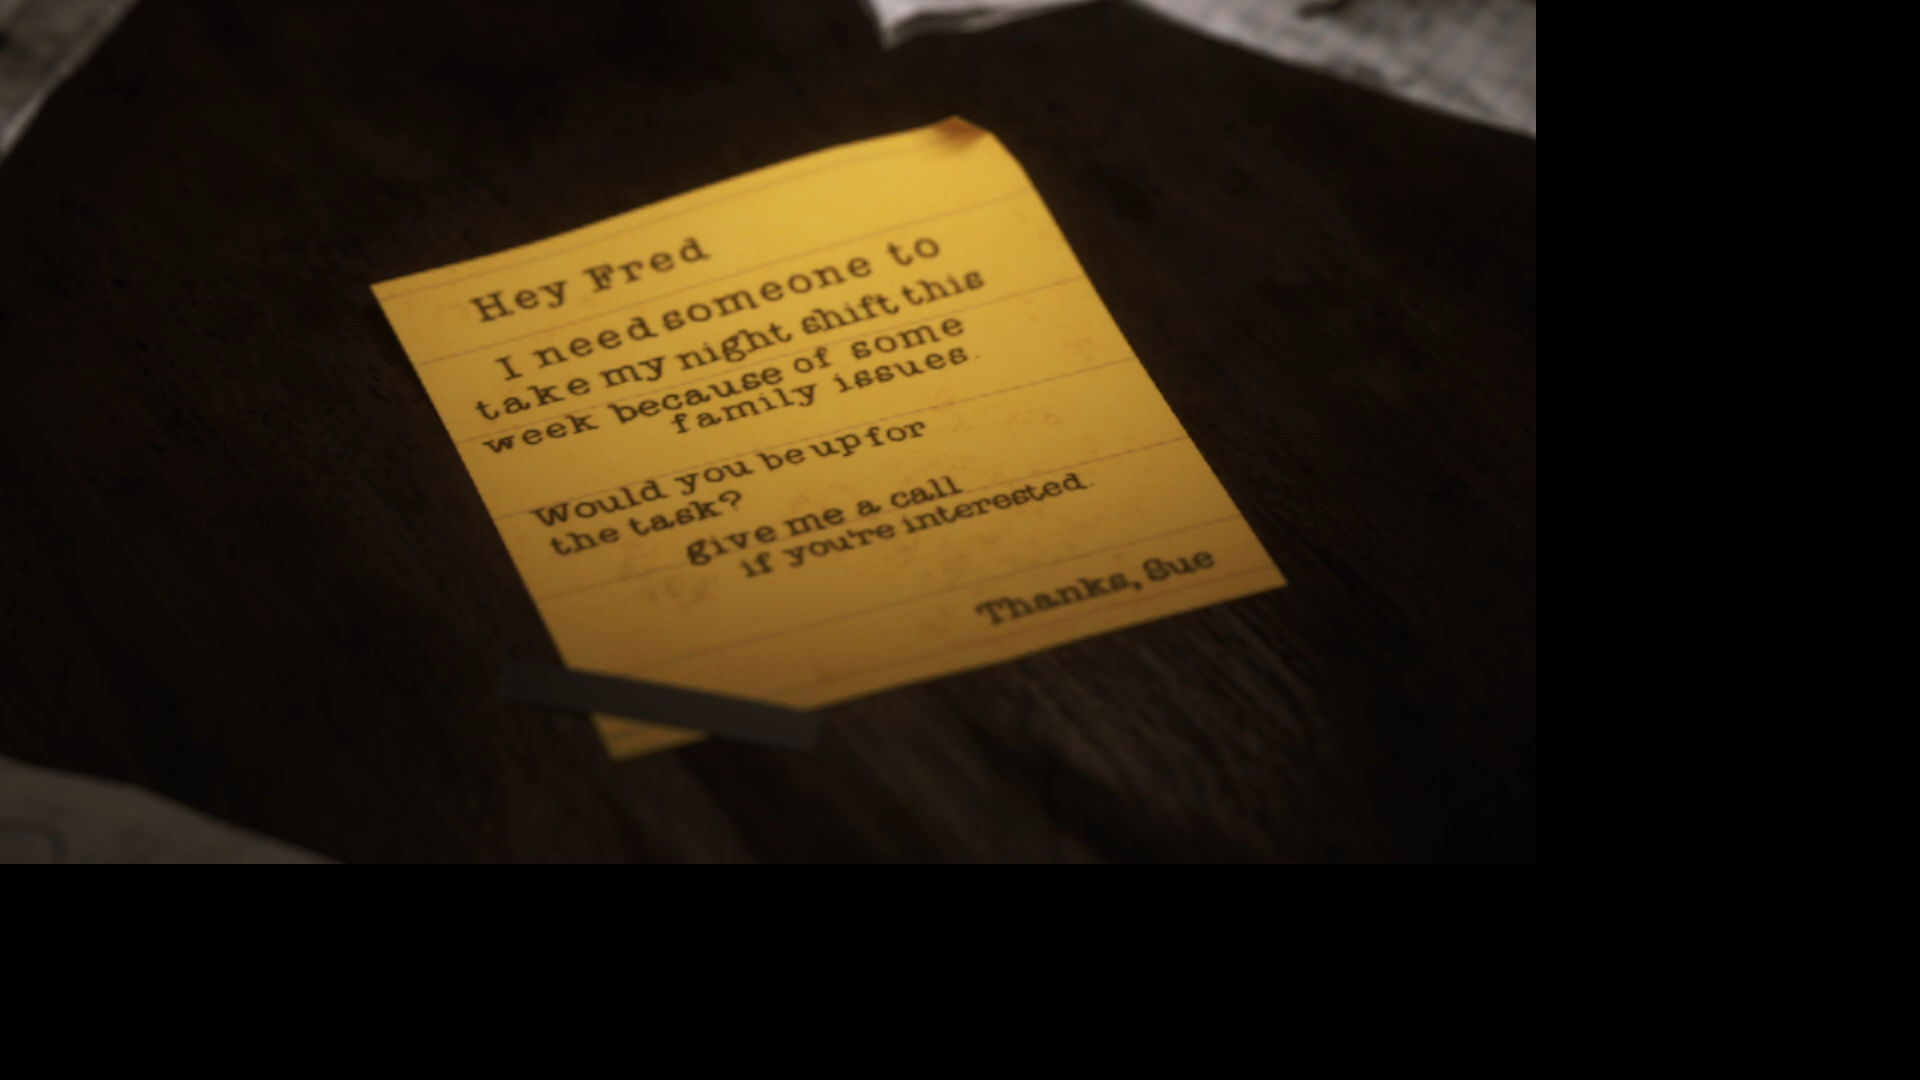 Hey Fred
I need someone to
take my night shift this
week because of some
family issues.
Would you be up for
the task?
give me a call
if you're interested.
Thanks, Sue